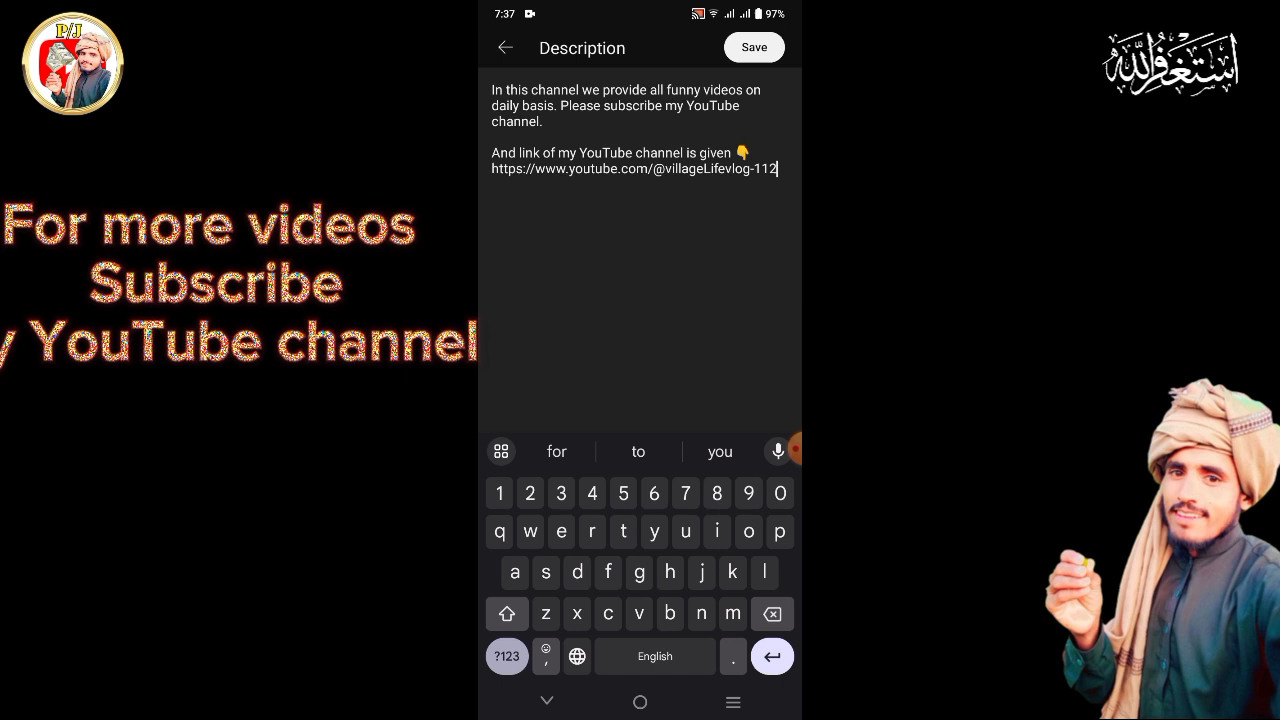 P/J
أستغفر الله
For more videos
Subscribe
y YouTube channel
7:37
97%
Description
Save
In this channel we provide all funny videos on
daily basis. Please subscribe my YouTube
channel.
And link of my YouTube channel is given 👇
https://www.youtube.com/@villageLifevlog-112
for to you
1 2 3 4 5 6 7 8 9 0
q w e r t y u i o p
a s d f g h j k l
z x c v b n m
?123 , English .